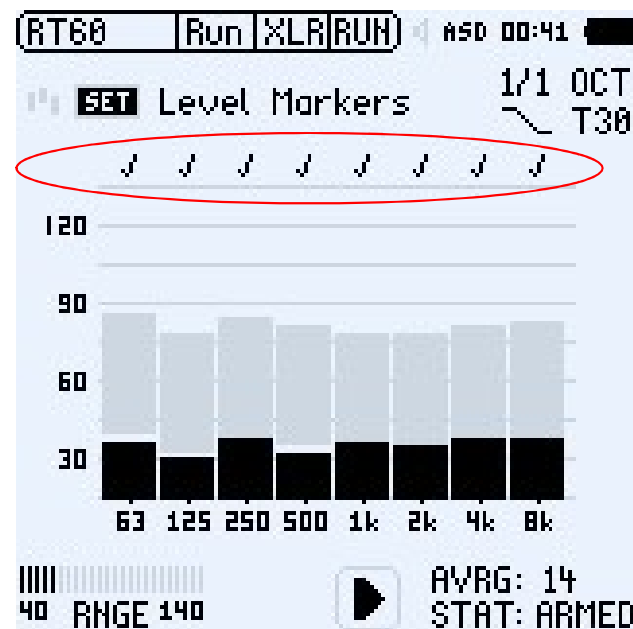 RT60 Run XLR RUN ASD 00:41
SET Level Markers 1/1 OCT
T30
120
90
60
30
63 125 250 500 1k 2k 4k 8k
40 RNGE 140
AVRG: 14
STAT: ARMED